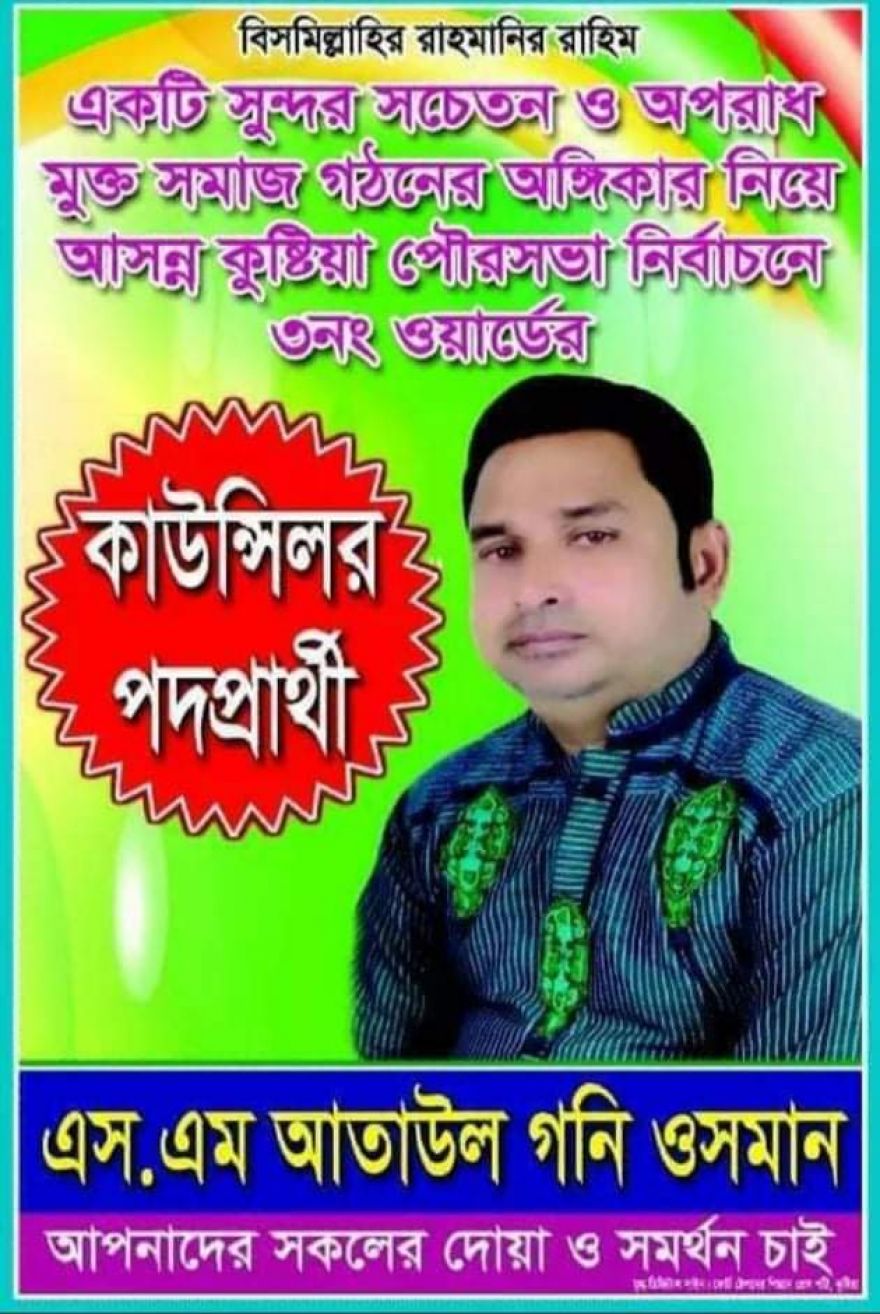 বিসমিল্লাহির রাহমানির রাহিম
একটি সুন্দর সচেতন ও অপরাধ
মুক্ত সমাজ গঠনের অঙ্গিকার নিয়ে
আসন্ন কুষ্টিয়া পৌরসভা নির্বাচনে
৩নং ওয়ার্ডের
কাউন্সিলর
পদপ্রার্থী
এস.এম আতাউল গনি ওসমান
আপনাদের সকলের দোয়া ও সমর্থন চাই